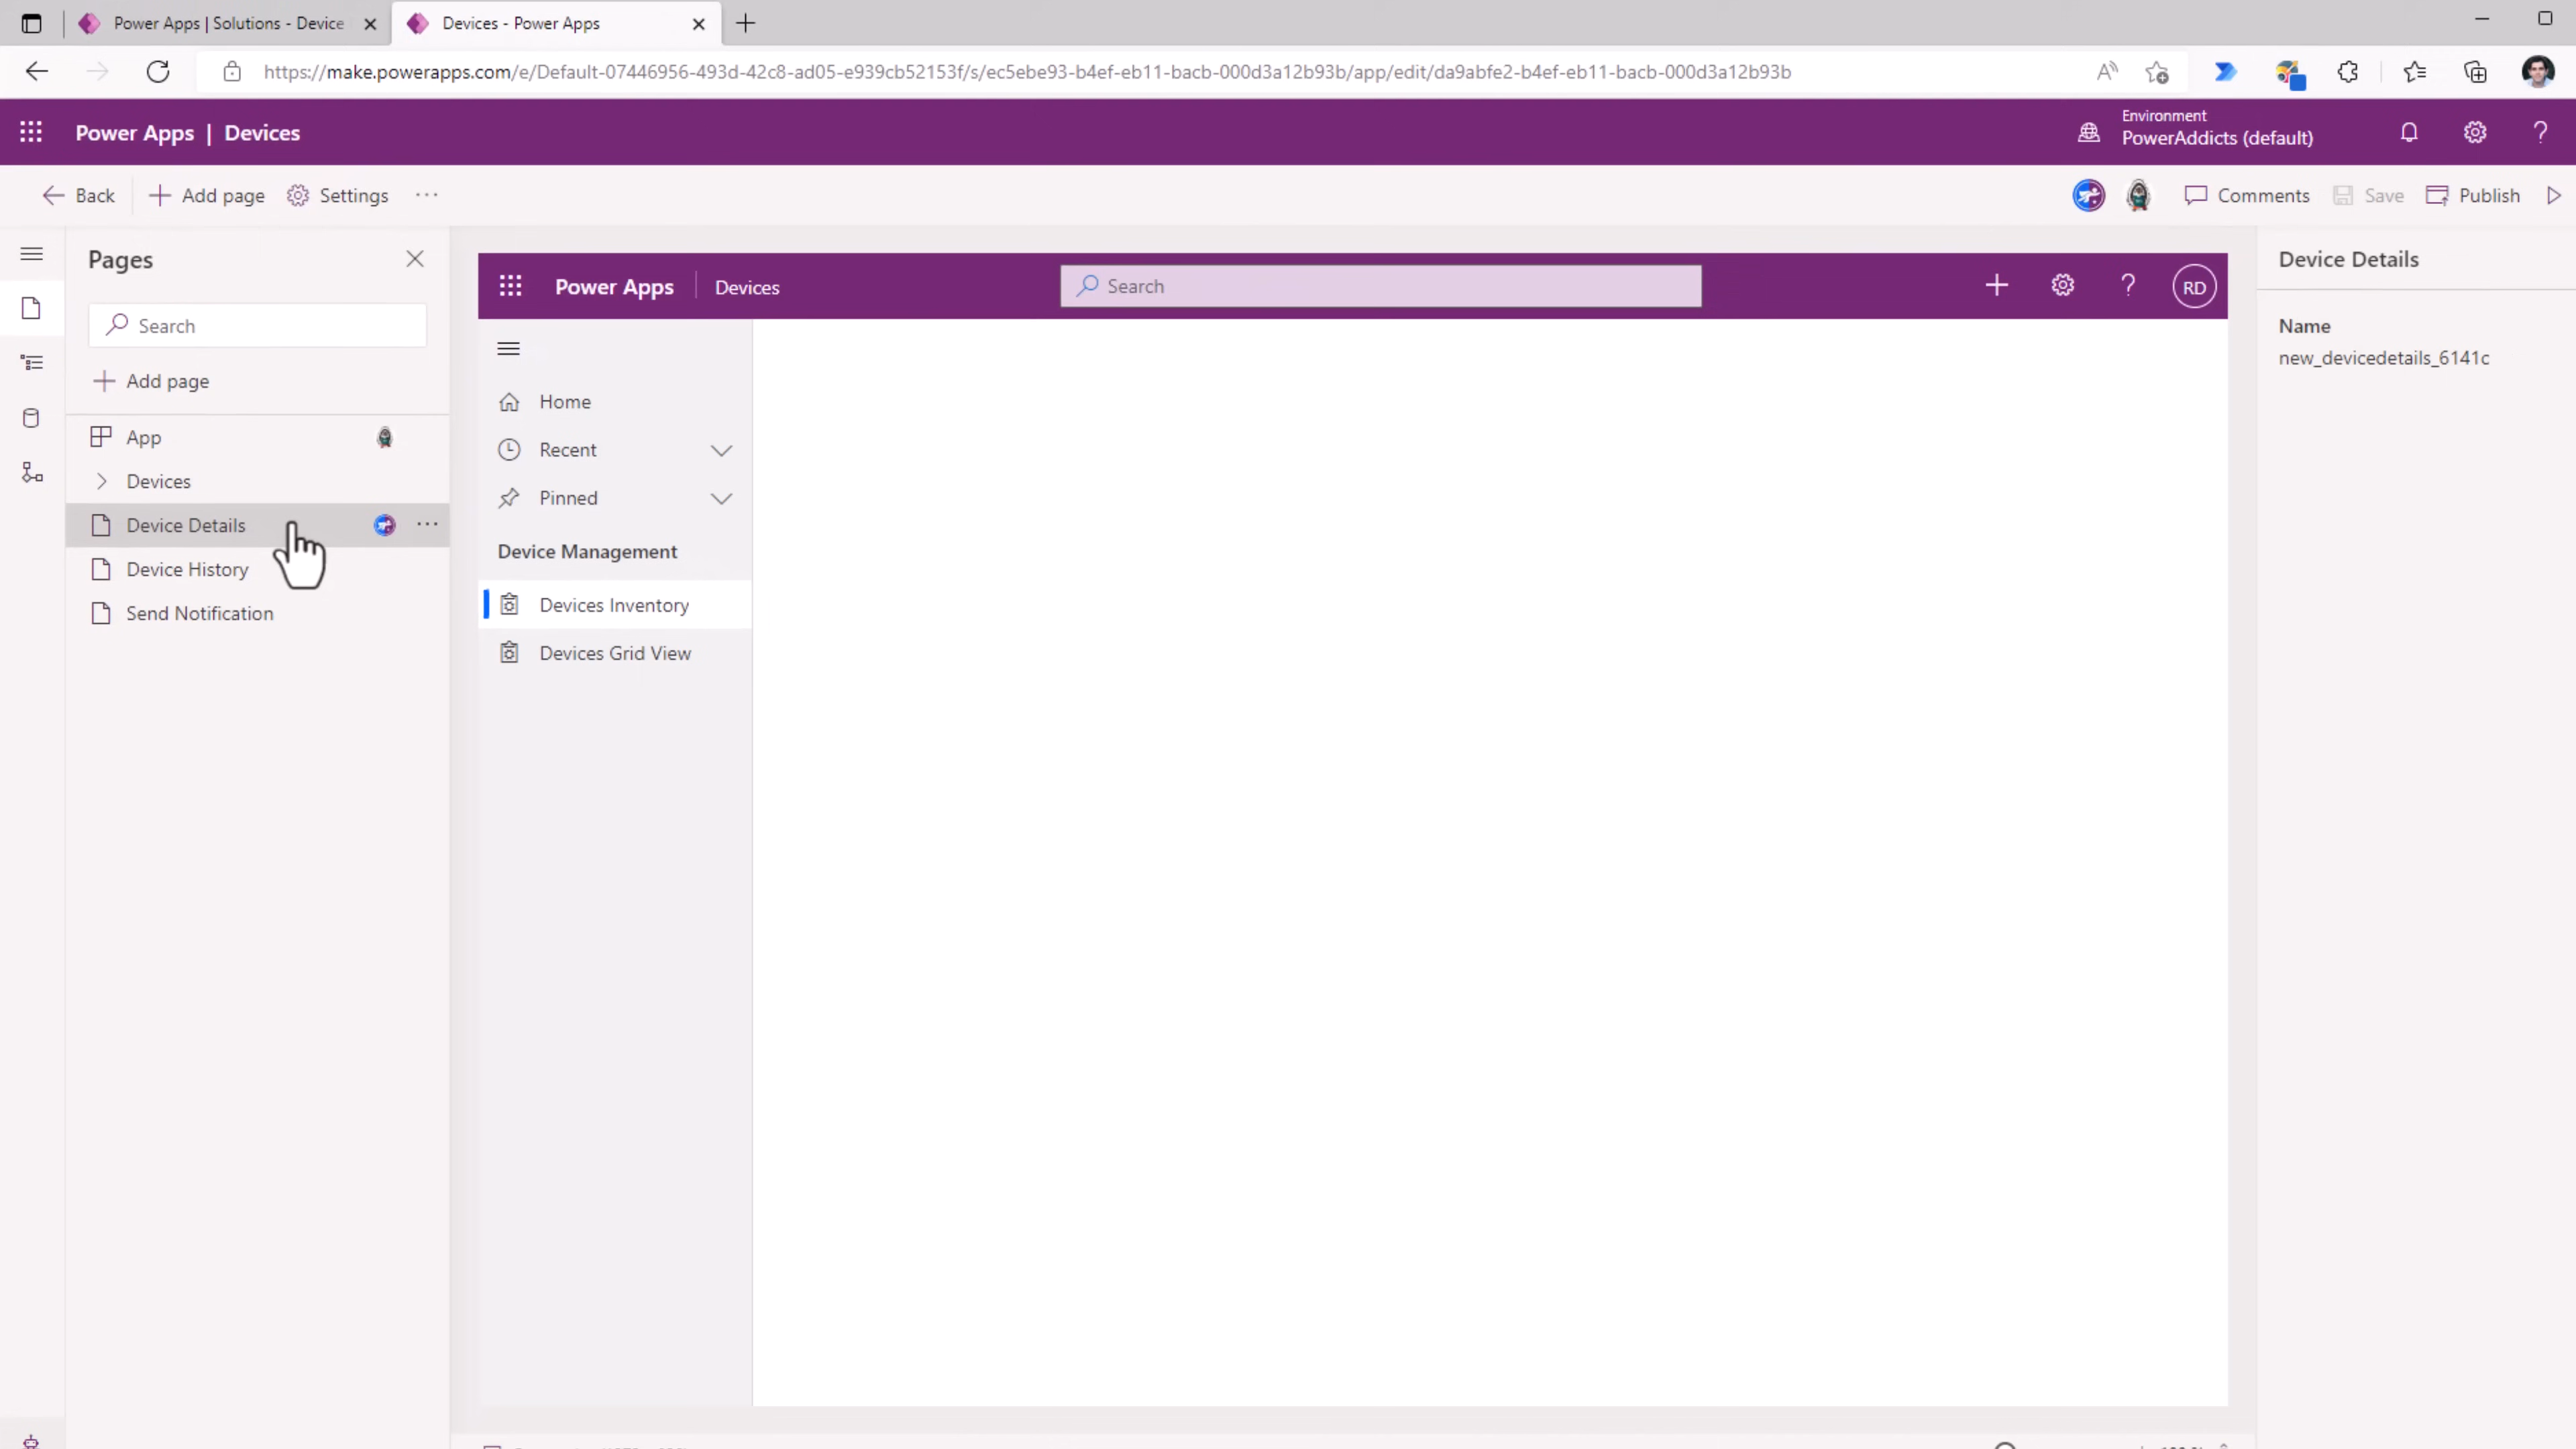 Power Apps | Solutions - Device
Devices - Power Apps
https://make.powerapps.com/e/Default-07446956-493d-42c8-ad05-e939cb52153f/s/ec5ebe93-b4ef-eb11-bacb-000d3a12b93b/app/edit/da9abfe2-b4ef-eb11-bacb-000d3a12b93b
Power Apps | Devices
Environment
PowerAddicts (default)
Back
Add page
Settings
Comments
Save
Publish
Pages
Search
Add page
App
Devices
Device Details
Device History
Send Notification
Power Apps
Devices
Search
RD
Home
Recent
Pinned
Device Management
Devices Inventory
Devices Grid View
Device Details
Name
new_devicedetails_6141c